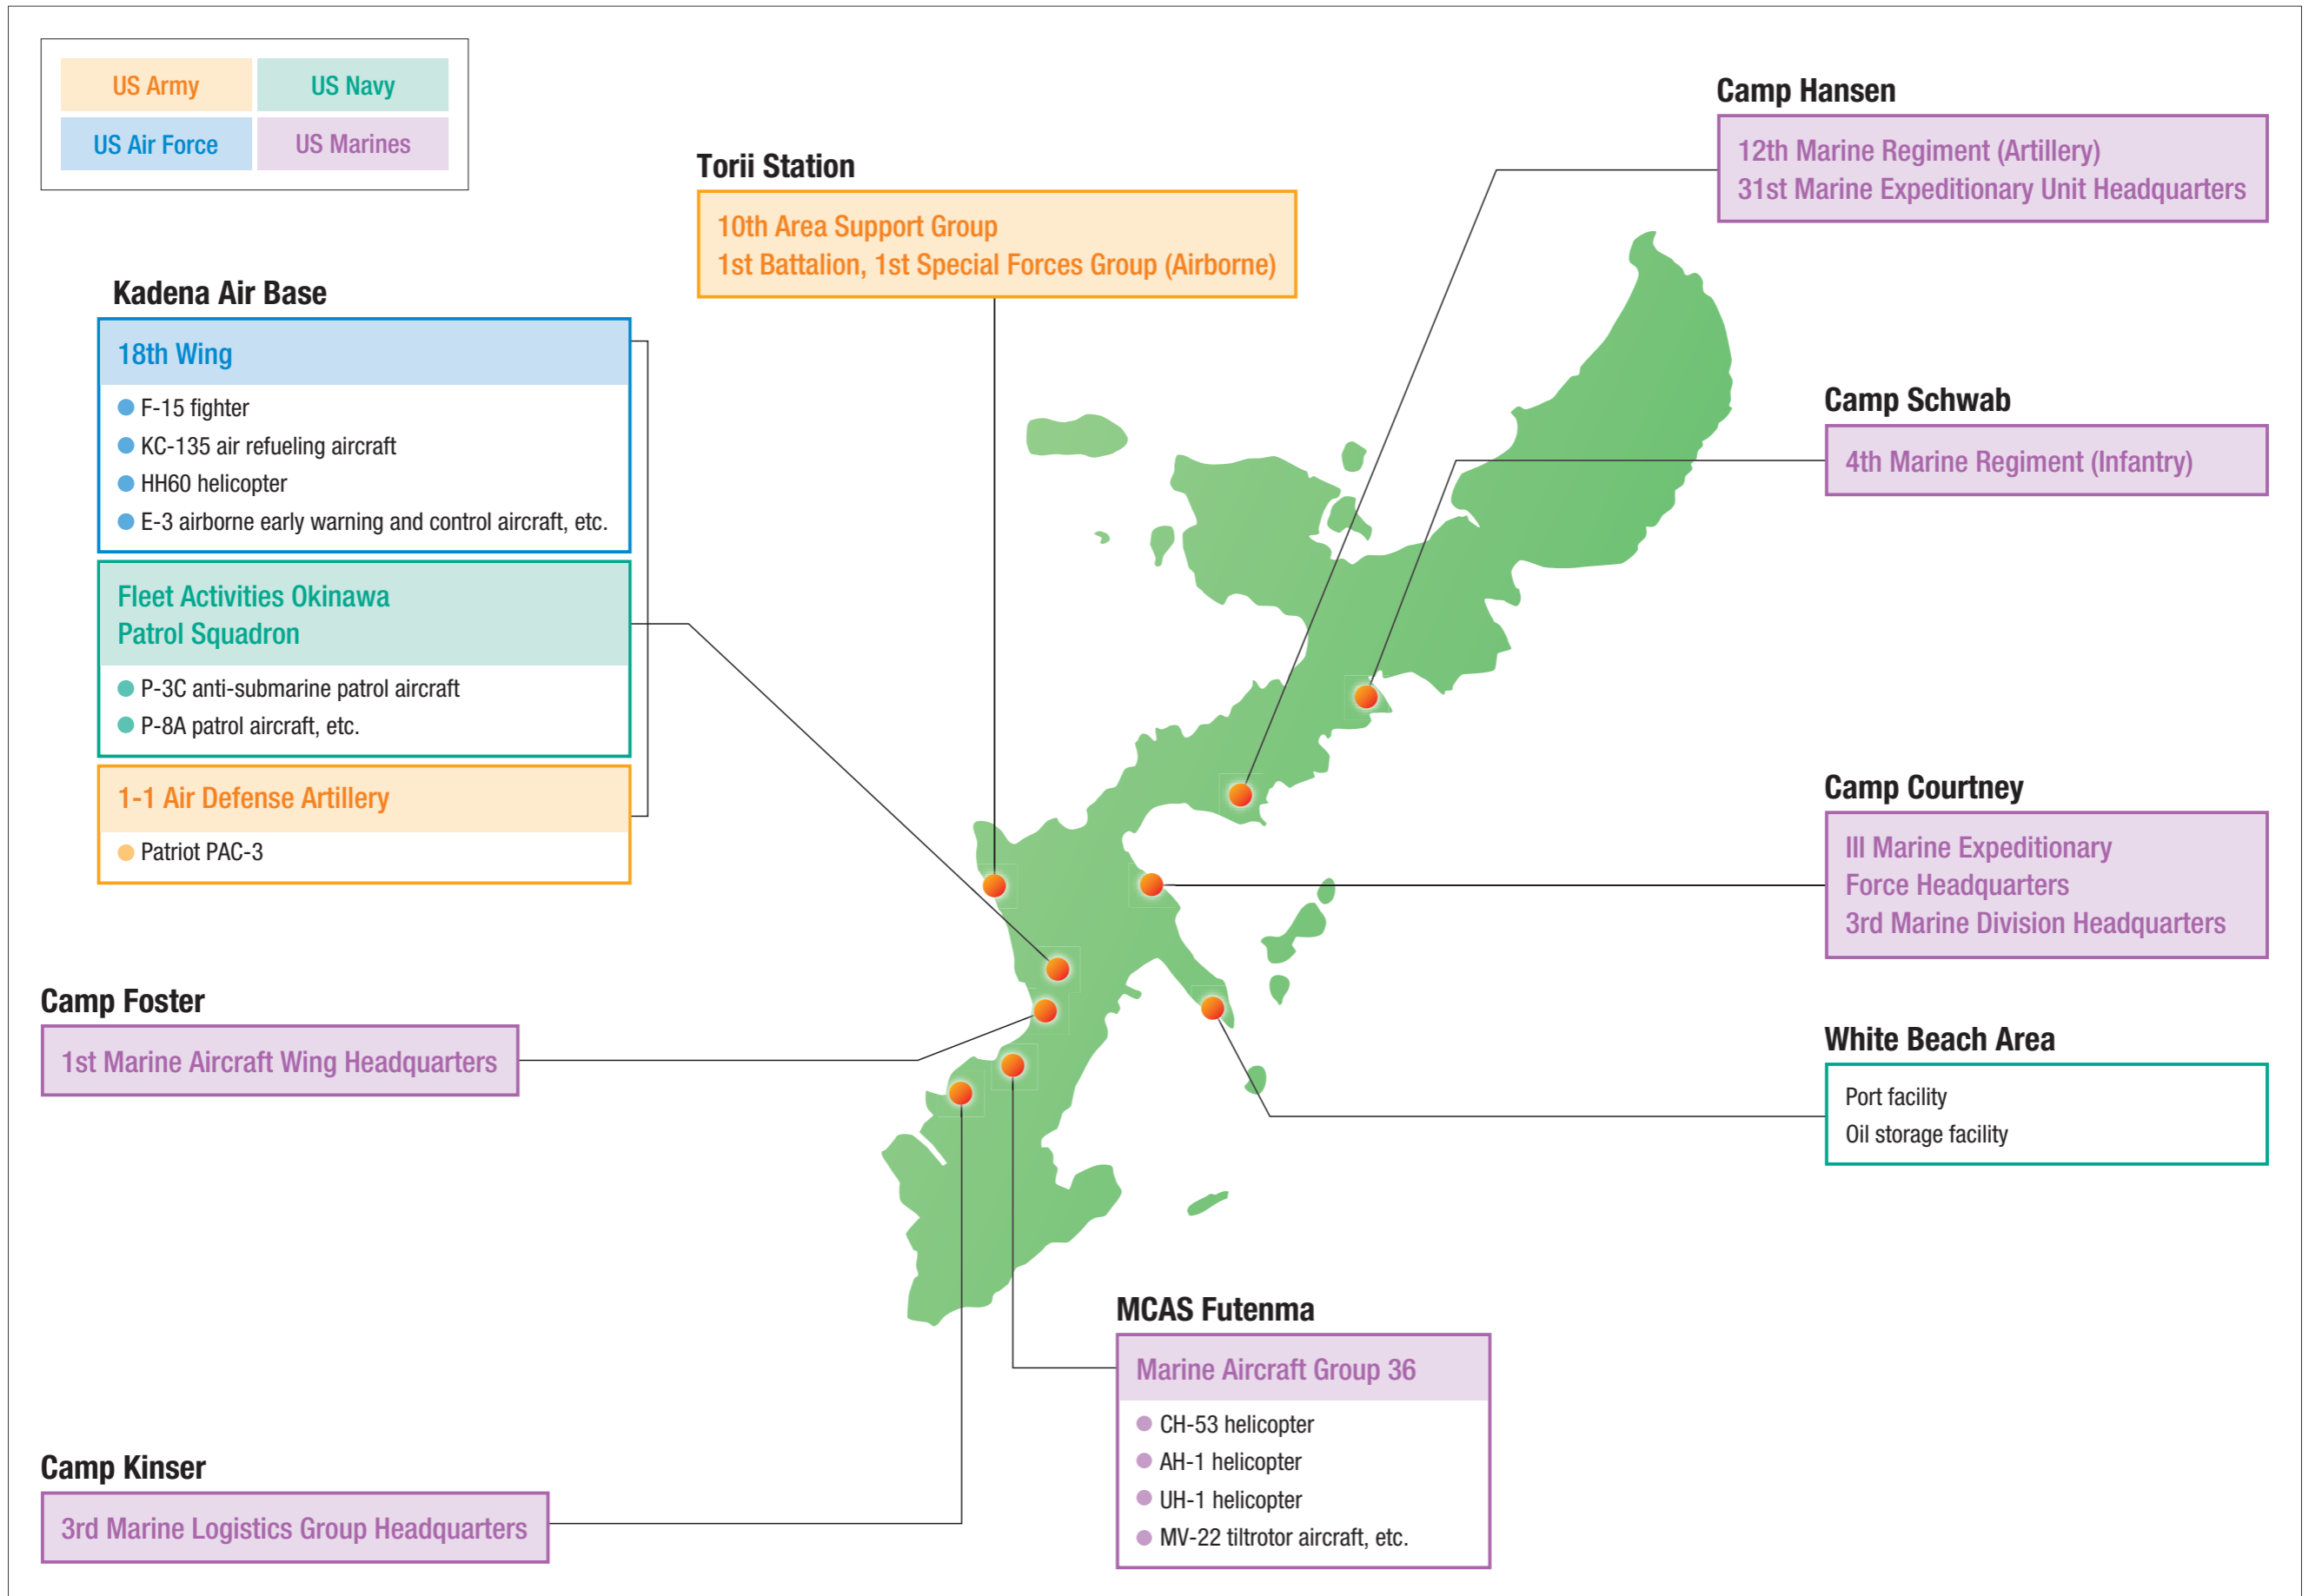 US Army
US Navy
US Air Force
US Marines
Torii Station
10th Area Support Group
1st Battalion, 1st Special Forces Group (Airborne)
Camp Hansen
12th Marine Regiment (Artillery)
31st Marine Expeditionary Unit Headquarters
Kadena Air Base
18th Wing
F-15 fighter
KC-135 air refueling aircraft
HH60 helicopter
E-3 airborne early warning and control aircraft, etc.
Fleet Activities Okinawa
Patrol Squadron
P-3C anti-submarine patrol aircraft
P-8A patrol aircraft, etc.
1-1 Air Defense Artillery
Patriot PAC-3
Camp Schwab
4th Marine Regiment (Infantry)
Camp Courtney
III Marine Expeditionary
Force Headquarters
3rd Marine Division Headquarters
Camp Foster
1st Marine Aircraft Wing Headquarters
White Beach Area
Port facility
Oil storage facility
MCAS Futenma
Marine Aircraft Group 36
CH-53 helicopter
AH-1 helicopter
UH-1 helicopter
MV-22 tiltrotor aircraft, etc.
Camp Kinser
3rd Marine Logistics Group Headquarters